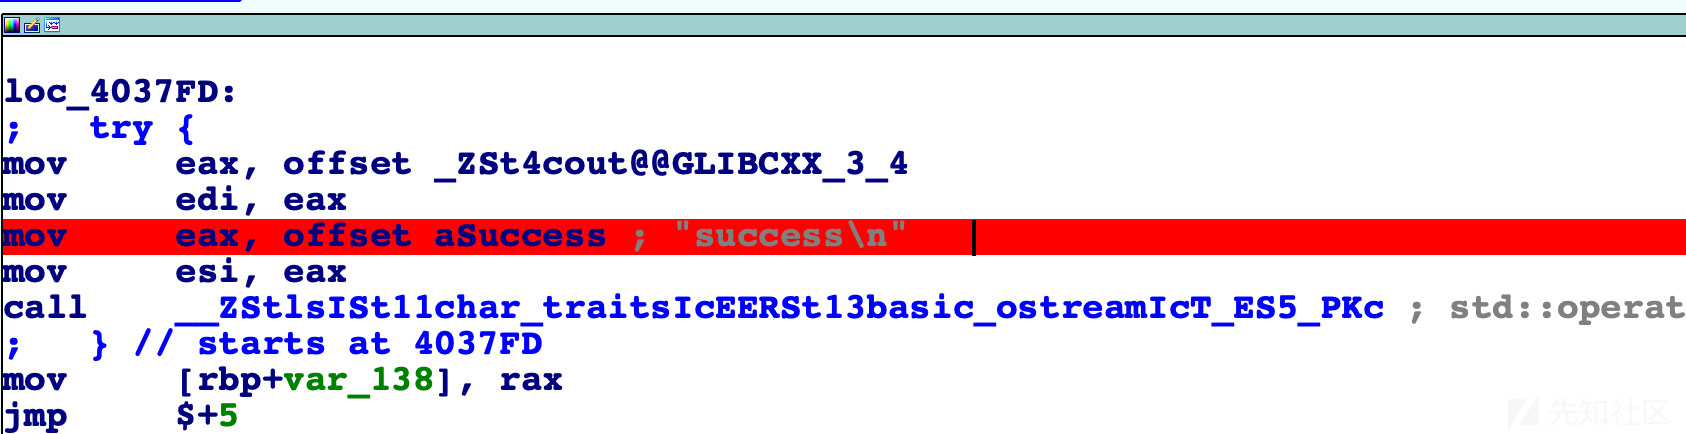 loc_4037FD:
;   try {
mov     eax, offset _ZSt4cout@@GLIBCXX_3_4
mov     edi, eax
mov     eax, offset aSuccess ; "success\n"
mov     esi, eax
call    __ZStlsISt11char_traitsIcEERSt13basic_ostreamIcT_ES5_PKc ; std::operat
;   } // starts at 4037FD
mov     [rbp+var_138], rax
jmp     $+5
先知社区